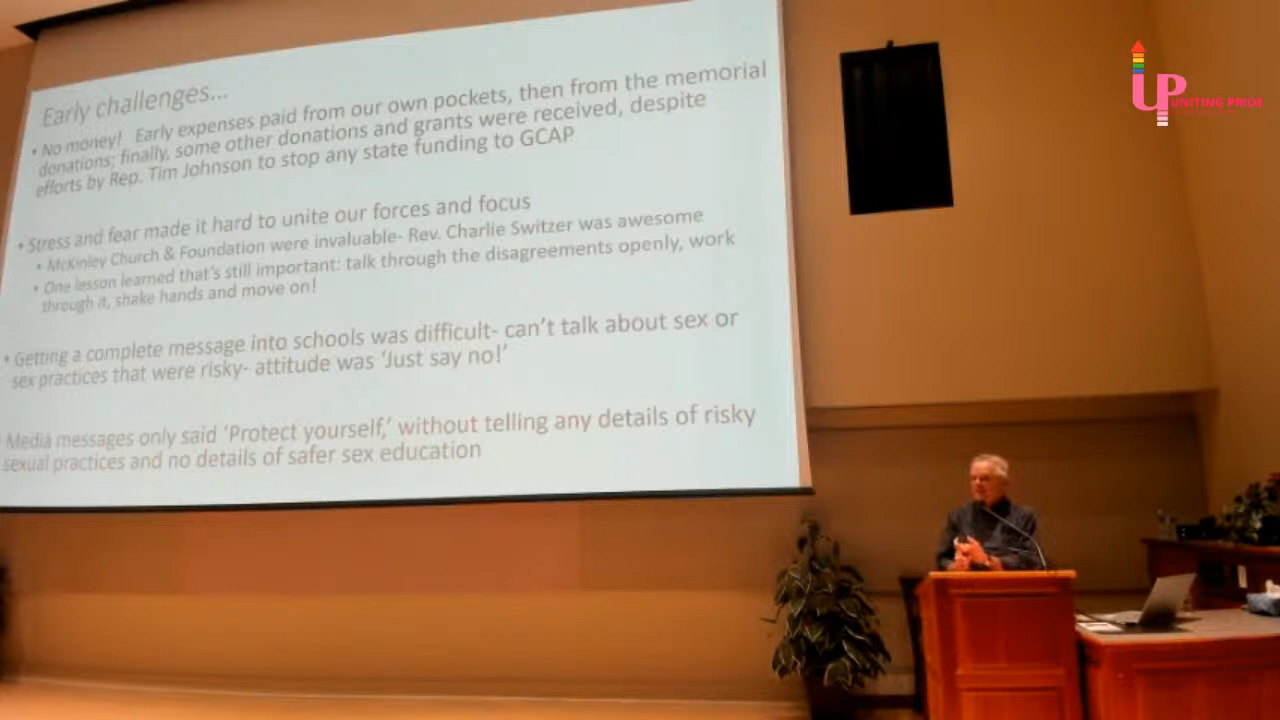 Early challenges...
• No money! Early expenses paid from our own pockets, then from the memorial
donations; finally, some other donations and grants were received, despite
efforts by Rep. Tim Johnson to stop any state funding to GCAP
• Stress and fear made it hard to unite our forces and focus
• McKinley Church & Foundation were invaluable- Rev. Charlie Switzer was awesome
• One lesson learned that's still important: talk through the disagreements openly, work
through it, shake hands and move on!
• Getting a complete message into schools was difficult- can't talk about sex or
sex practices that were risky- attitude was 'Just say no!'
Media messages only said 'Protect yourself,' without telling any details of risky
sexual practices and no details of safer sex education
UP
UNITING PRIDE